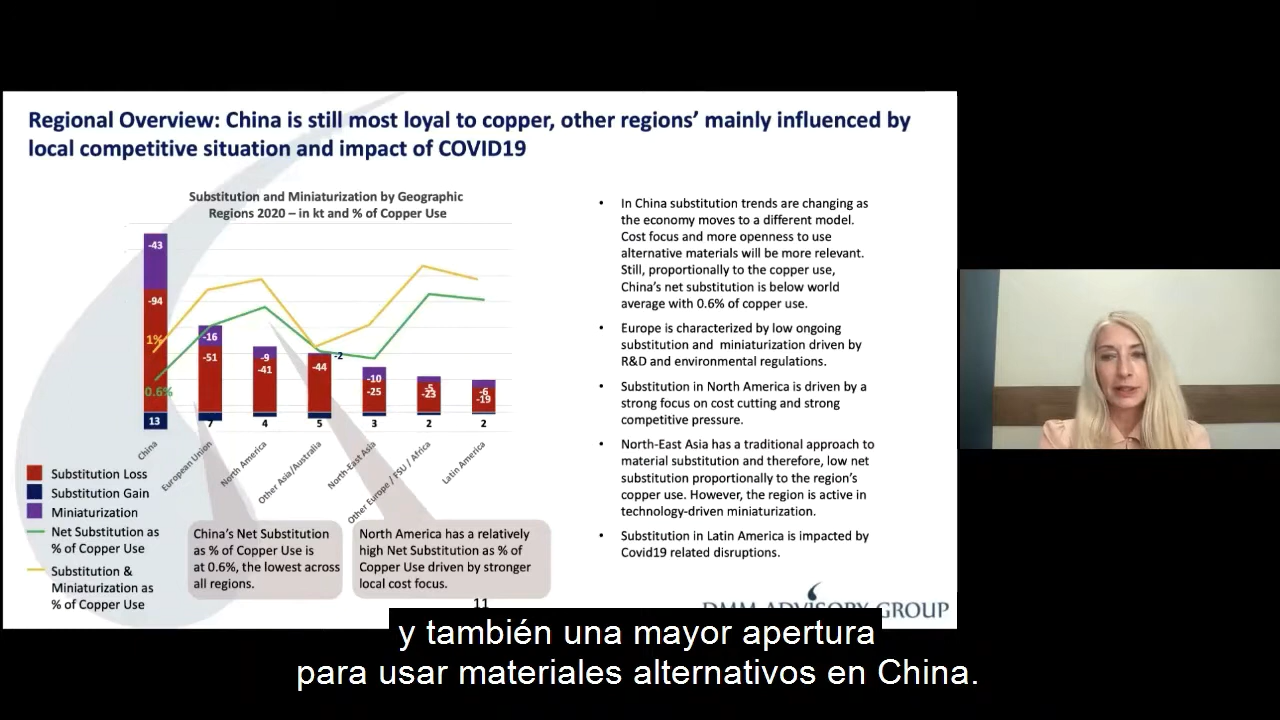 Regional Overview: China is still most loyal to copper, other regions' mainly influenced by
local competitive situation and impact of COVID19
Substitution and Miniaturization by Geographic
Regions 2020 – in kt and % of Copper Use
-43
-94
1%
0.6%
13
-16
-51
7
-9
-41
4
-2
-44
5
-10
-25
3
-5
-23
2
-6
-19
2
China
European Union
North America
Other Asia/Australia
North-East Asia
Other Europe / FSU / Africa
Latin America
Substitution Loss
Substitution Gain
Miniaturization
Net Substitution as
% of Copper Use
Substitution &
Miniaturization as
% of Copper Use
China's Net Substitution
as % of Copper Use is
at 0.6%, the lowest across
all regions.
North America has a relatively
high Net Substitution as % of
Copper Use driven by stronger
local cost focus.
• In China substitution trends are changing as
the economy moves to a different model.
Cost focus and more openness to use
alternative materials will be more relevant.
Still, proportionally to the copper use,
China's net substitution is below world
average with 0.6% of copper use.
• Europe is characterized by low ongoing
substitution and miniaturization driven by
R&D and environmental regulations.
• Substitution in North America is driven by a
strong focus on cost cutting and strong
competitive pressure.
• North-East Asia has a traditional approach to
material substitution and therefore, low net
substitution proportionally to the region's
copper use. However, the region is active in
technology-driven miniaturization.
• Substitution in Latin America is impacted by
Covid19 related disruptions.
11
DMM ADVISORY GROUP
y también una mayor apertura
para usar materiales alternativos en China.